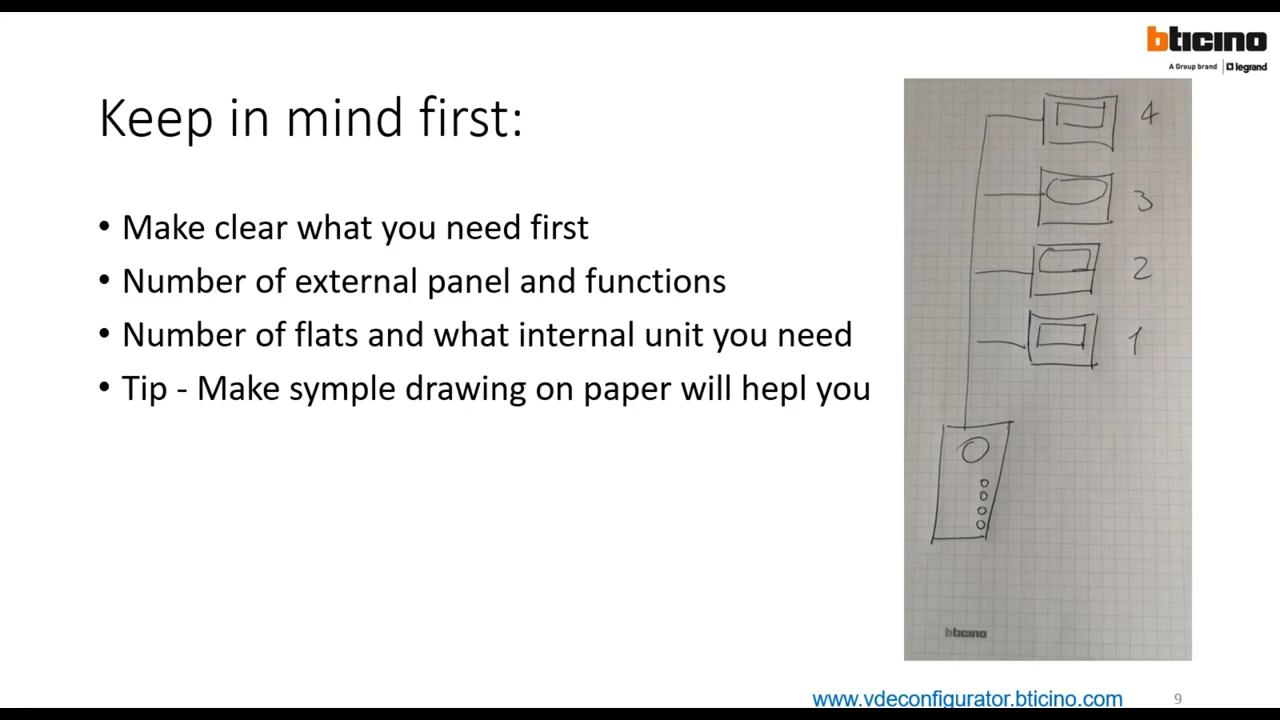 bticino
A Group brand | legrand
Keep in mind first:
• Make clear what you need first
• Number of external panel and functions
• Number of flats and what internal unit you need
• Tip - Make symple drawing on paper will hepl you
4
3
2
1
bticino
www.vdeconfigurator.bticino.com
9